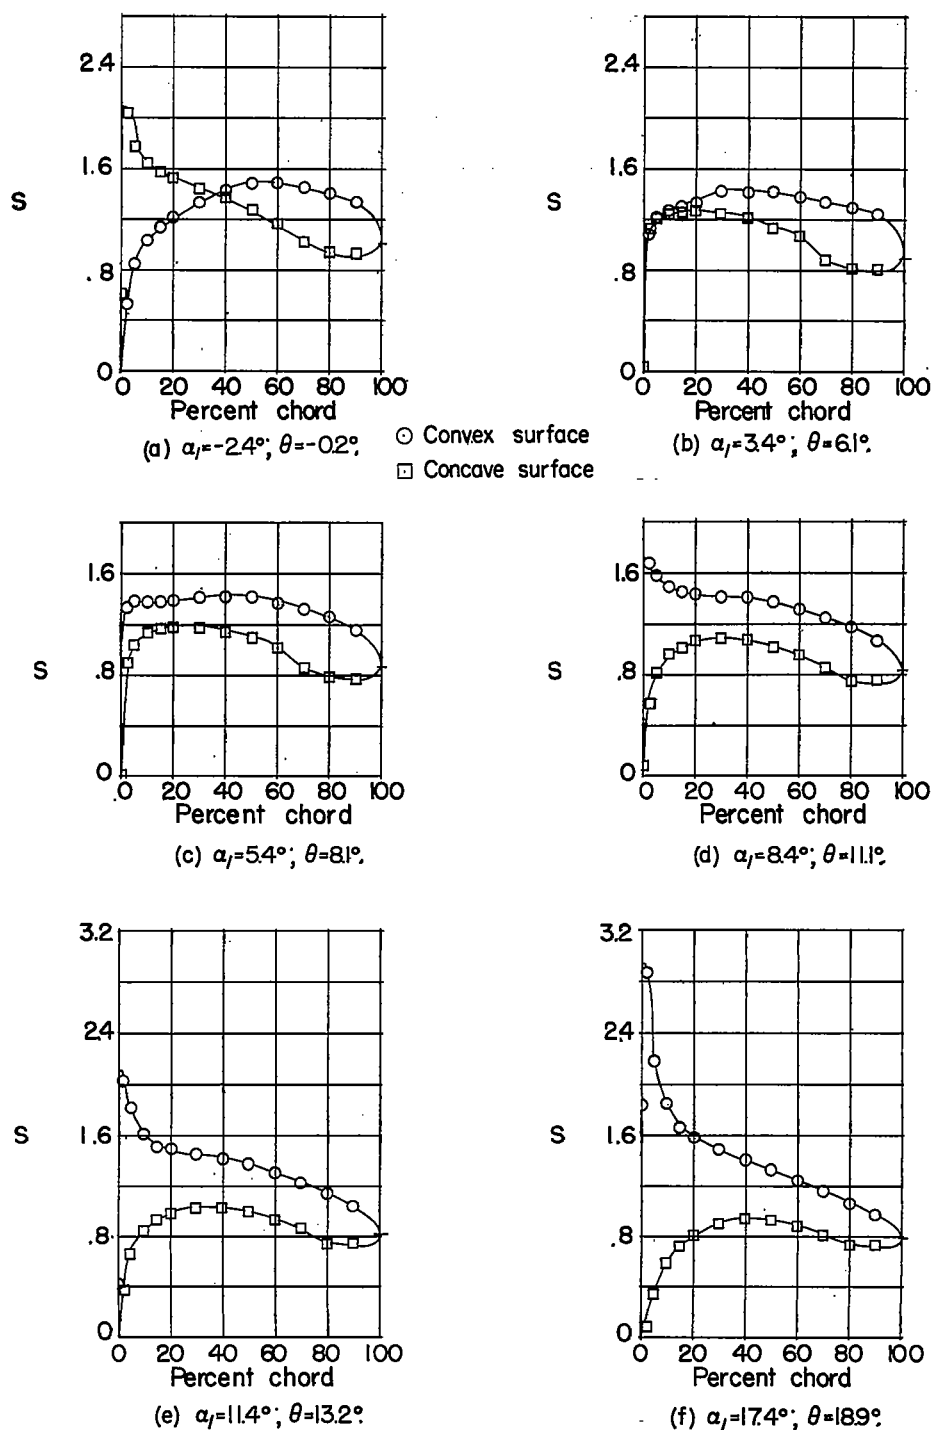 2.4
1.6
S
.8
0
0 20 40 60 80 100
Percent chord
(a) α₁=-2.4°; θ=-0.2°.
2.4
1.6
S
.8
0
0 20 40 60 80 100
Percent chord
(b) α₁=3.4°; θ=6.1°.
Convex surface
Concave surface
1.6
S
.8
0
0 20 40 60 80 100
Percent chord
(c) α₁=5.4°; θ=8.1°.
1.6
S
.8
0
0 20 40 60 80 100
Percent chord
(d) α₁=8.4°; θ=11.1°.
3.2
2.4
S
1.6
.8
0
0 20 40 60 80 100
Percent chord
(e) α₁=11.4°; θ=13.2°.
3.2
2.4
S
1.6
.8
0
0 20 40 60 80 100
Percent chord
(f) α₁=17.4°; θ=18.9°.